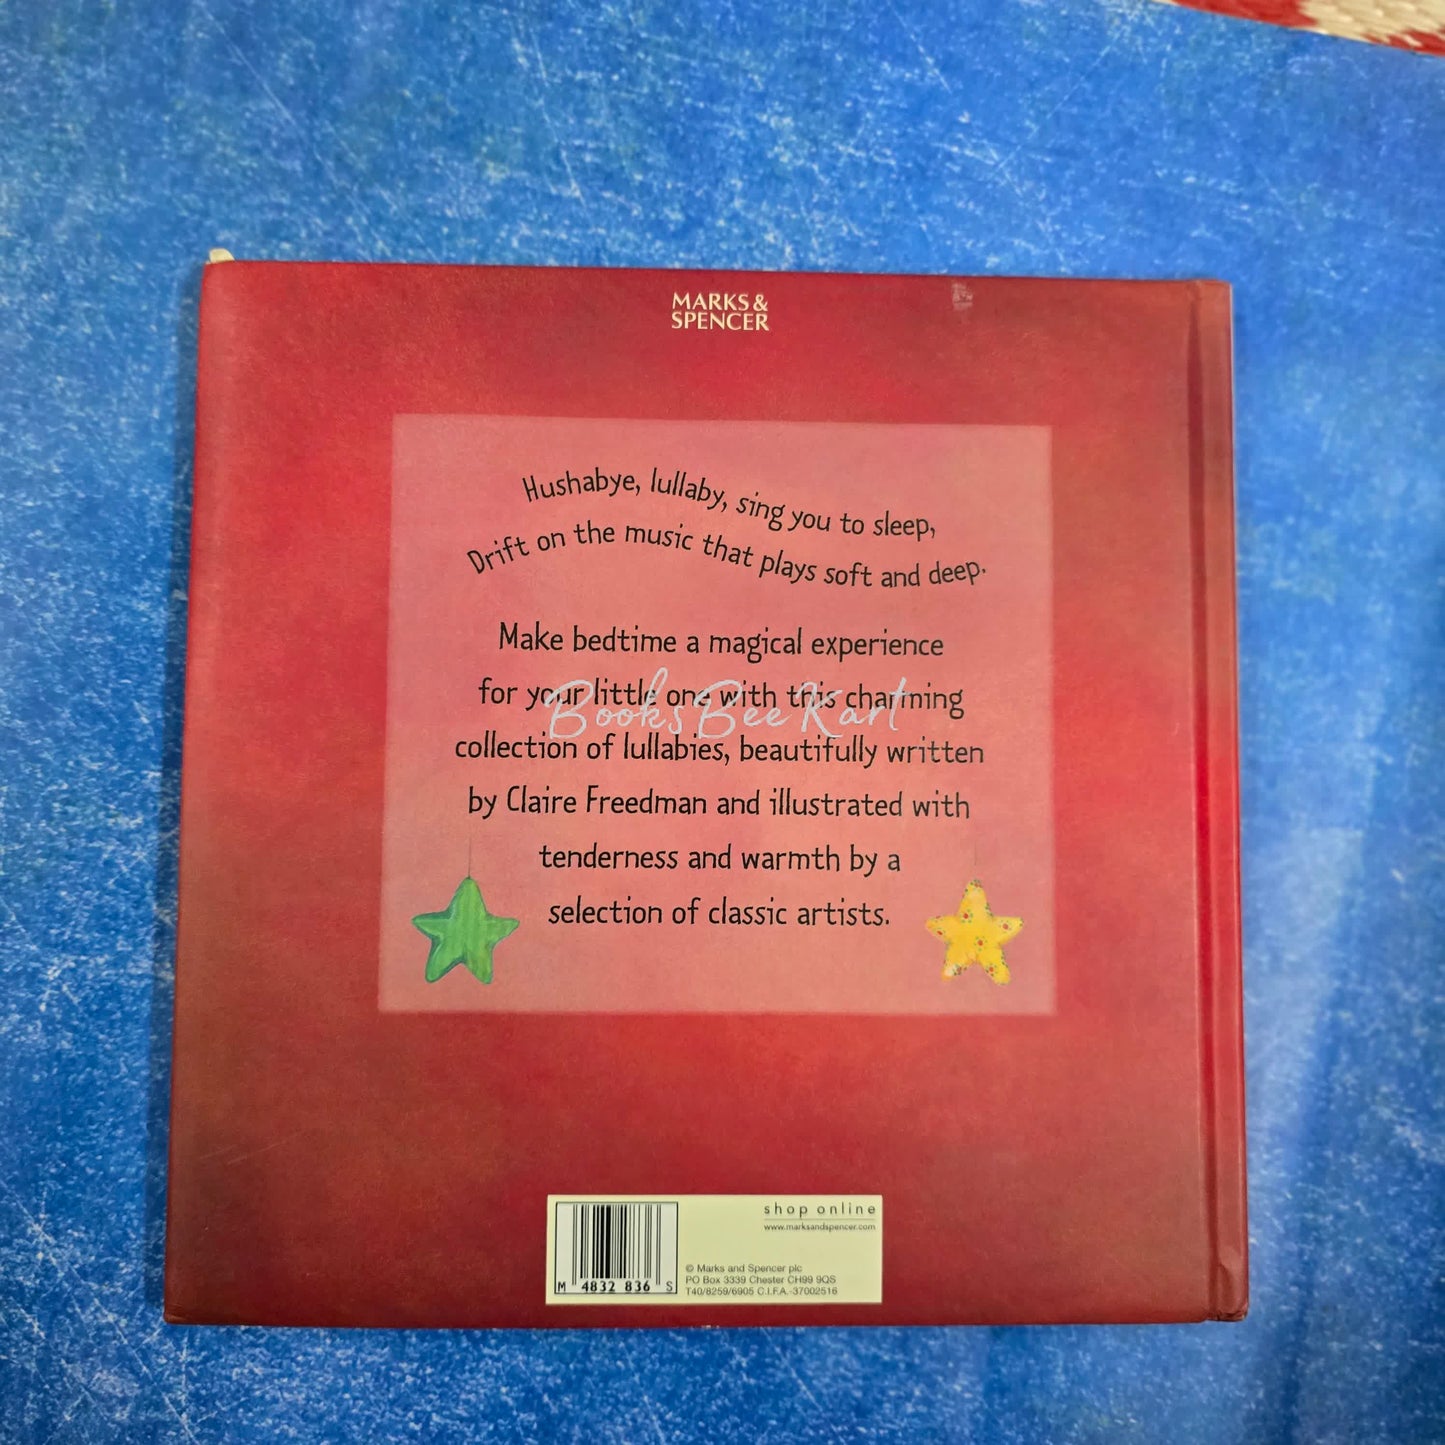 MARKS &
SPENCER
Hushabye, lullaby, sing you to sleep,
Drift on the music that plays soft and deep.
Make bedtime a magical experience
for your little one with this charming
BooksBeeKart
collection of lullabies, beautifully written
by Claire Freedman and illustrated with
tenderness and warmth by a
selection of classic artists.
shop online
www.marksandspencer.com
© Marks and Spencer plc
PO Box 3339 Chester CH99 9QS
T40/8259/6905 C.I.F.A.-37002516
M 4832 836 S